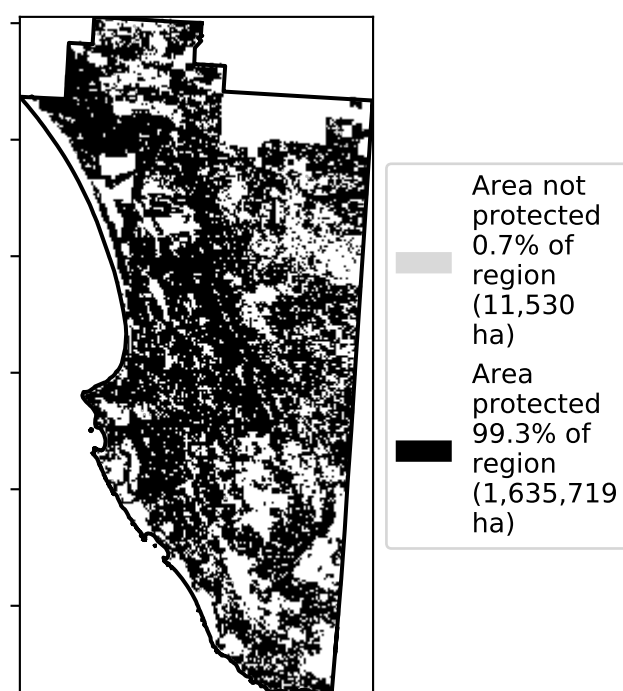 Area not
protected
0.7% of
region
(11,530
ha)
Area
protected
99.3% of
region
(1,635,719
ha)